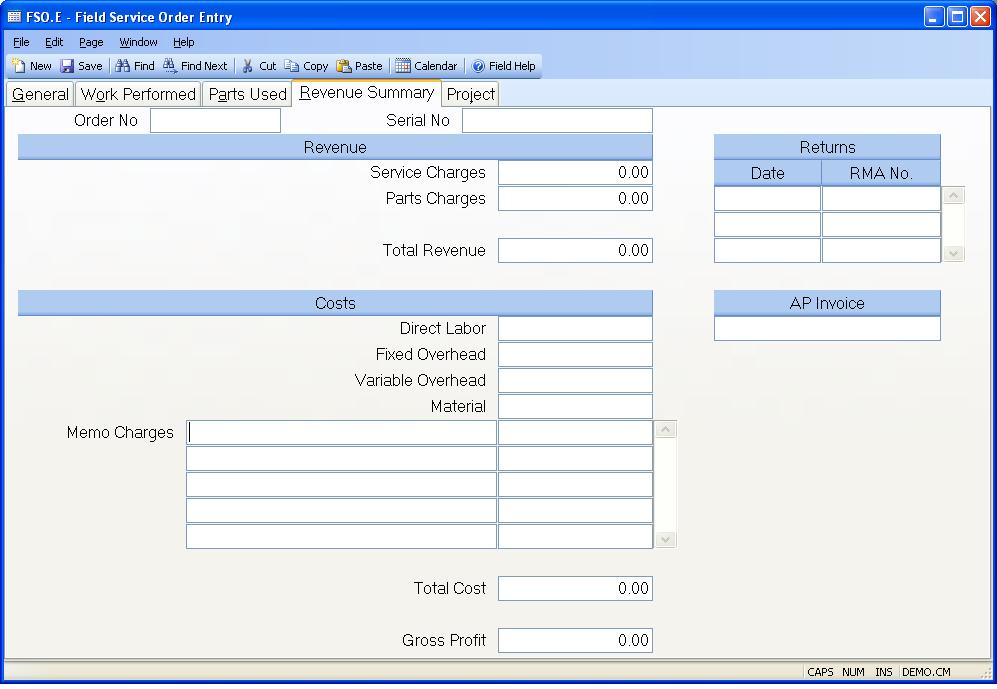 FSO.E - Field Service Order Entry
File Edit Page Window Help
New Save Find Find Next Cut Copy Paste Calendar Field Help
General Work Performed Parts Used Revenue Summary Project
Order No Serial No
Revenue Returns
Service Charges 0.00 Date RMA No.
Parts Charges 0.00
Total Revenue 0.00
Costs AP Invoice
Direct Labor
Fixed Overhead
Variable Overhead
Material
Memo Charges
Total Cost 0.00
Gross Profit 0.00
CAPS NUM INS DEMO.CM